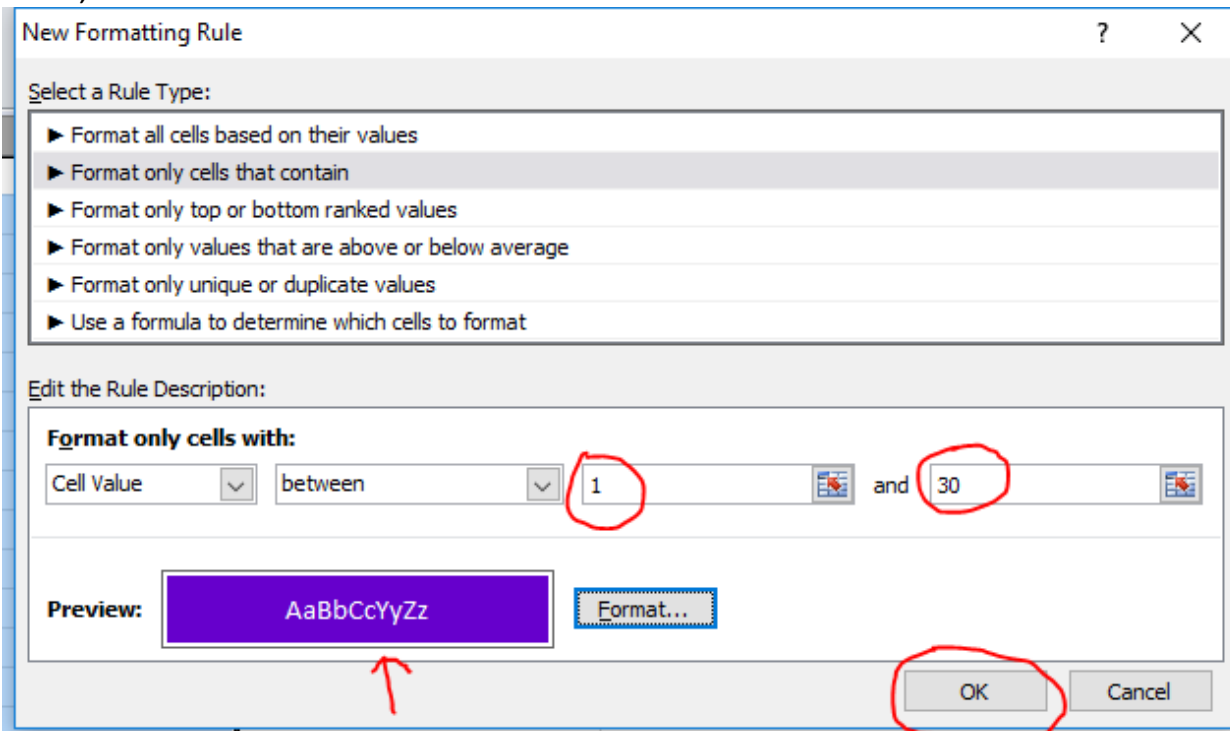 New Formatting Rule ? X
Select a Rule Type:
► Format all cells based on their values
► Format only cells that contain
► Format only top or bottom ranked values
► Format only values that are above or below average
► Format only unique or duplicate values
► Use a formula to determine which cells to format
Edit the Rule Description:
Format only cells with:
Cell Value between 1 and 30
Preview: AaBbCcYyZz Format...
OK Cancel